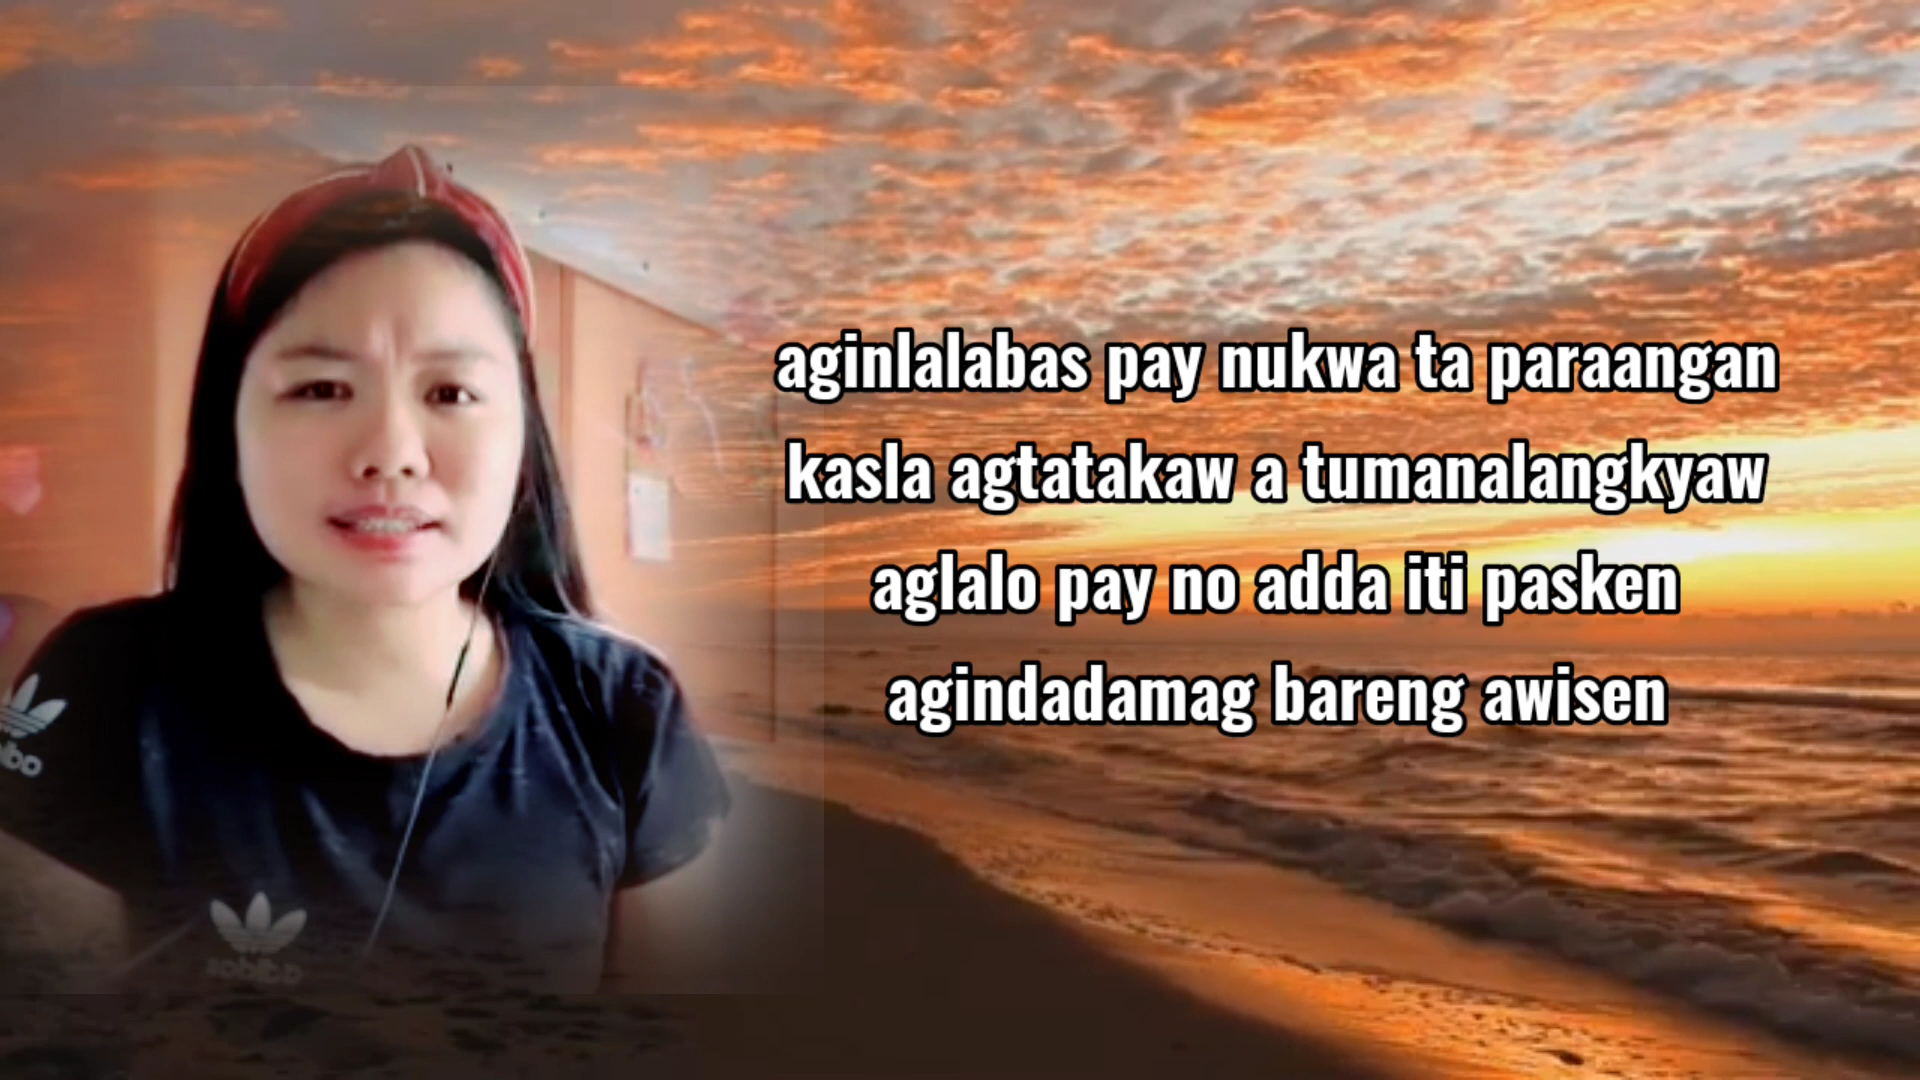 aginlalabas pay nukwa ta paraangan
kasla agtatakaw a tumanalangkyaw
aglalo pay no adda iti pasken
agindadamag bareng awisen